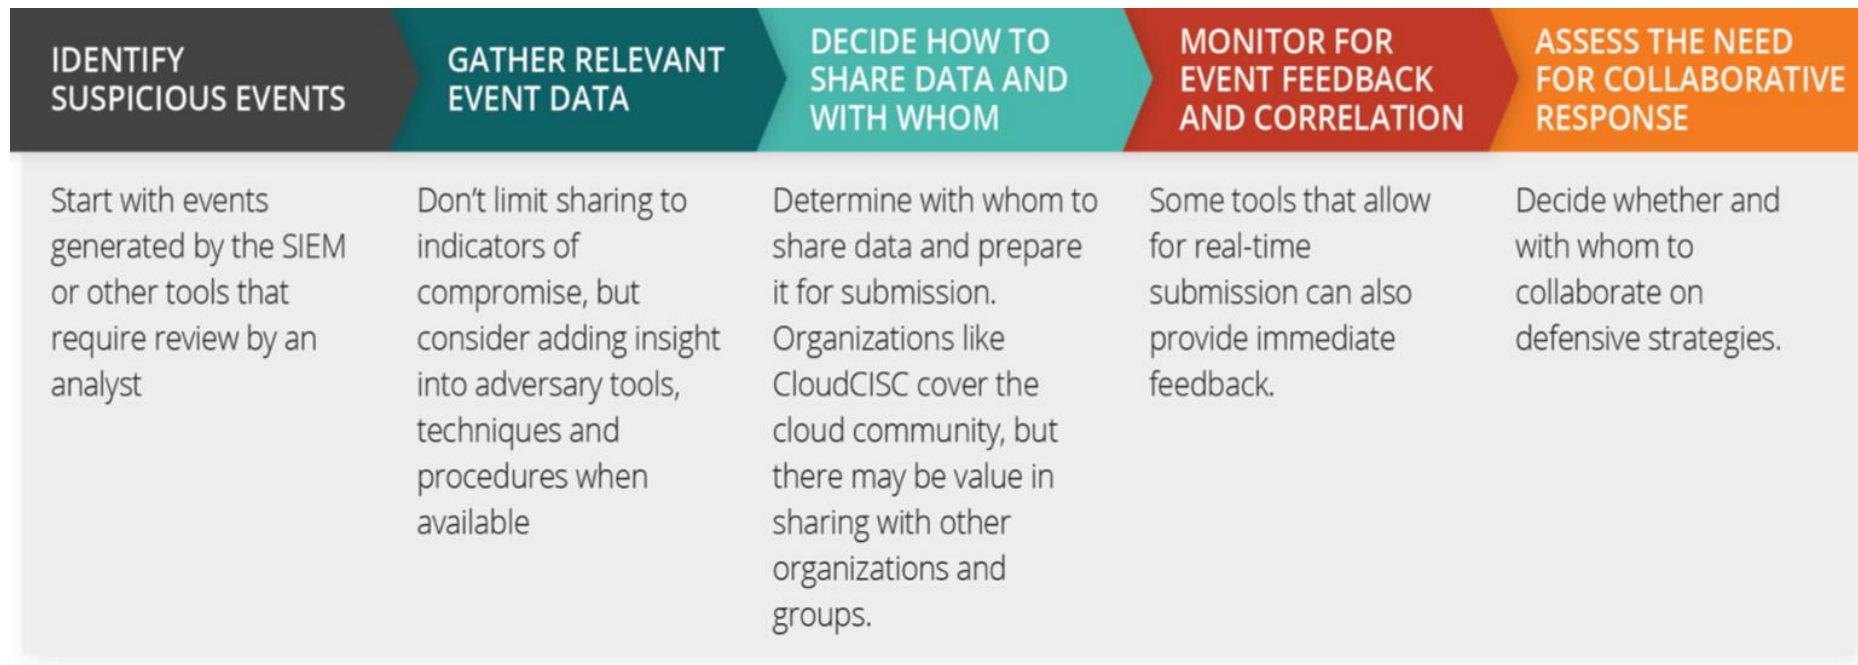 IDENTIFY
SUSPICIOUS EVENTS
Start with events
generated by the SIEM
or other tools that
require review by an
analyst
GATHER RELEVANT
EVENT DATA
Don’t limit sharing to
indicators of
compromise, but
consider adding insight
into adversary tools,
techniques and
procedures when
available
DECIDE HOW TO
SHARE DATA AND
WITH WHOM
Determine with whom to
share data and prepare
it for submission.
Organizations like
CloudCISC cover the
cloud community, but
there may be value in
sharing with other
organizations and
groups.
MONITOR FOR
EVENT FEEDBACK
AND CORRELATION
Some tools that allow
for real-time
submission can also
provide immediate
feedback.
ASSESS THE NEED
FOR COLLABORATIVE
RESPONSE
Decide whether and
with whom to
collaborate on
defensive strategies.